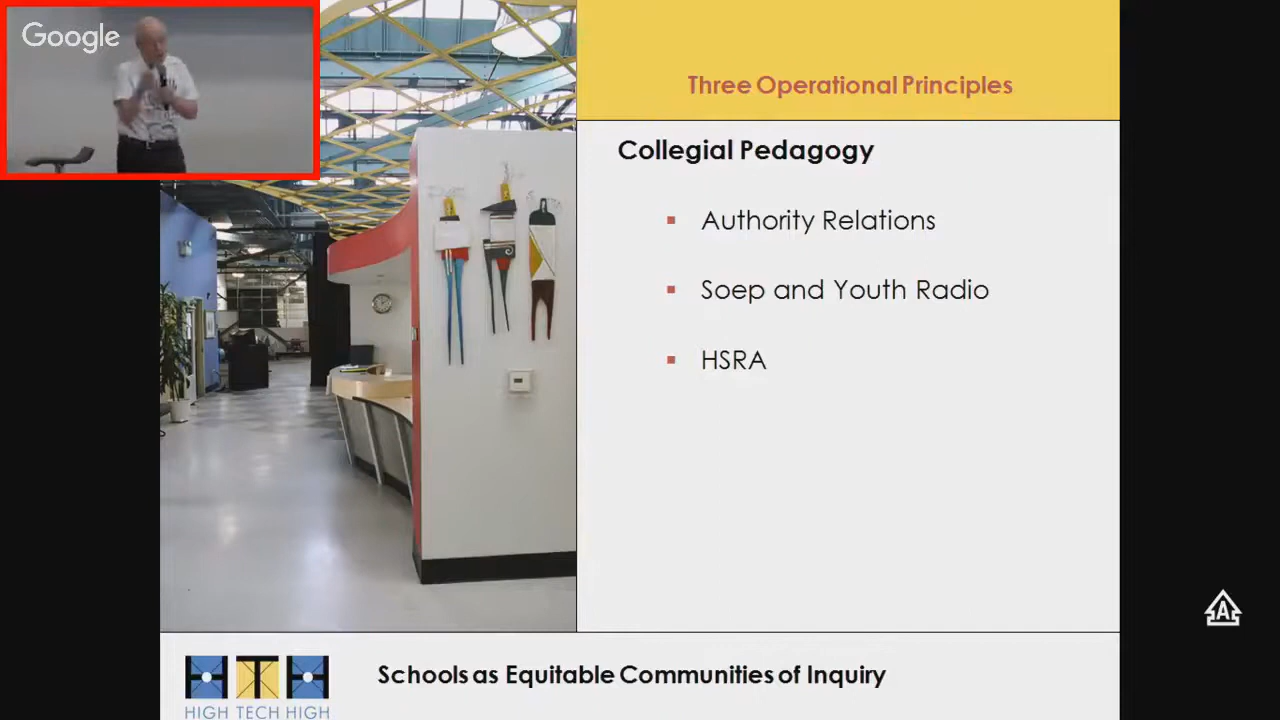 Google
Three Operational Principles
Collegial Pedagogy
Authority Relations
Soep and Youth Radio
HSRA
A
HTH
HIGH TECH HIGH
Schools as Equitable Communities of Inquiry